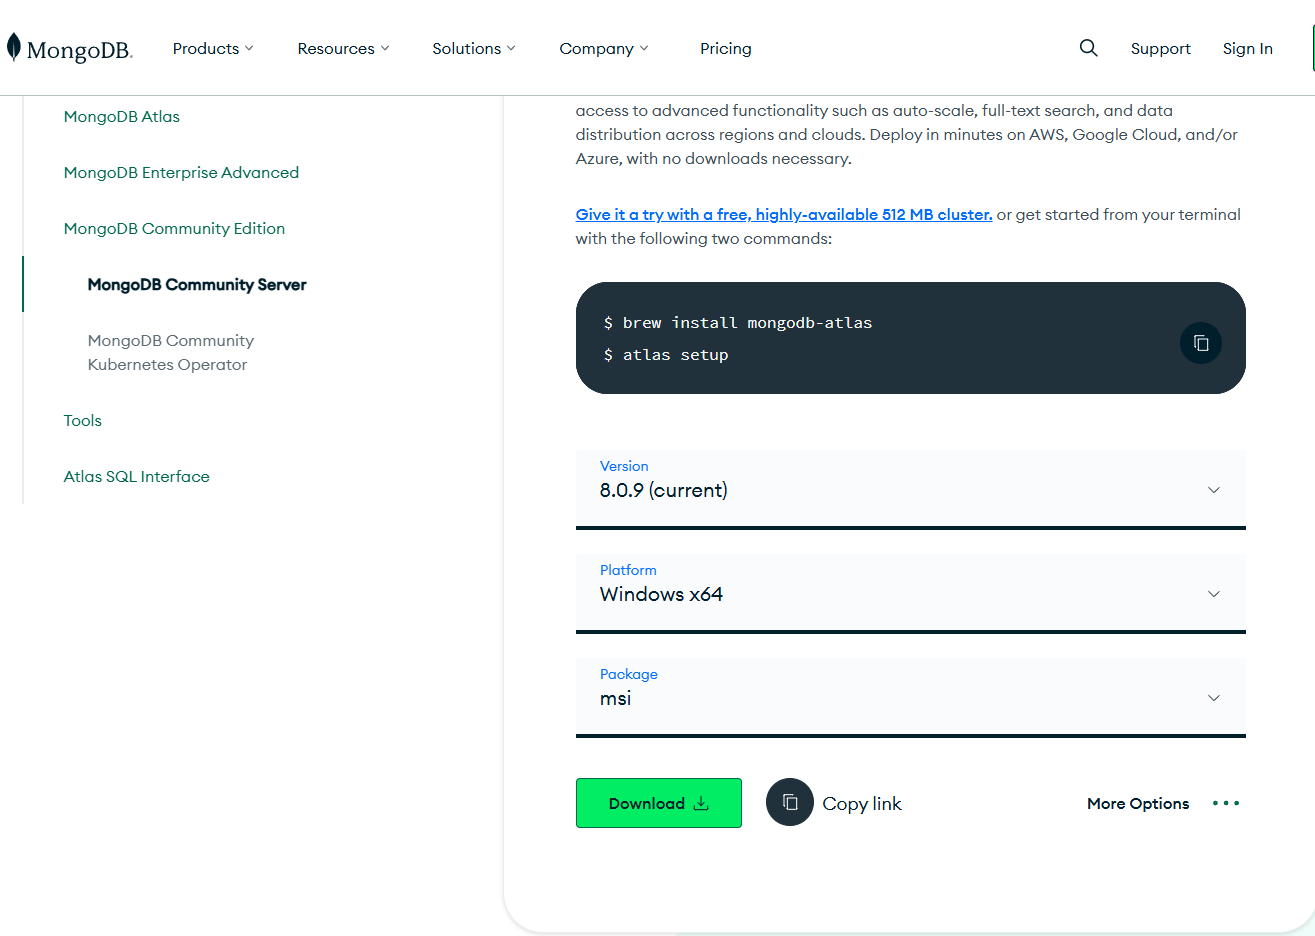 MongoDB.
Products
Resources
Solutions
Company
Pricing
Support
Sign In
MongoDB Atlas
MongoDB Enterprise Advanced
MongoDB Community Edition
MongoDB Community Server
MongoDB Community
Kubernetes Operator
Tools
Atlas SQL Interface
access to advanced functionality such as auto-scale, full-text search, and data
distribution across regions and clouds. Deploy in minutes on AWS, Google Cloud, and/or
Azure, with no downloads necessary.
Give it a try with a free, highly-available 512 MB cluster. or get started from your terminal
with the following two commands:
$ brew install mongodb-atlas
$ atlas setup
Version
8.0.9 (current)
Platform
Windows x64
Package
msi
Download
Copy link
More Options